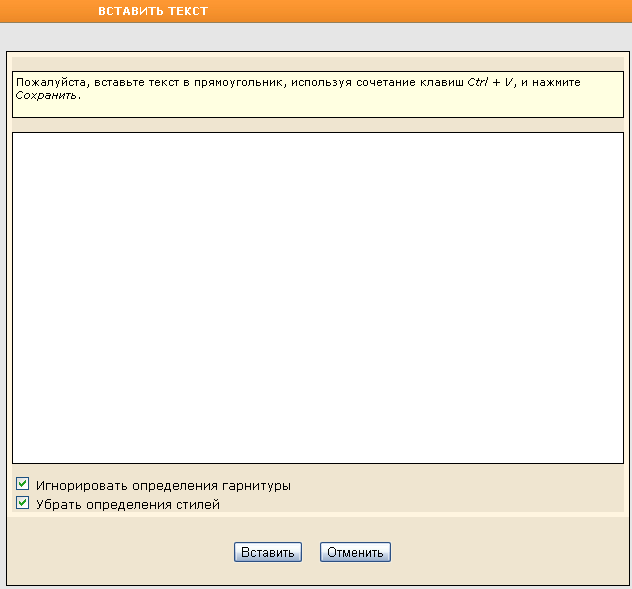 ВСТАВИТЬ ТЕКСТ
Пожалуйста, вставьте текст в прямоугольник, используя сочетание клавиш Ctrl + V, и нажмите
Сохранить.
Игнорировать определения гарнитуры
Убрать определения стилей
Вставить Отменить